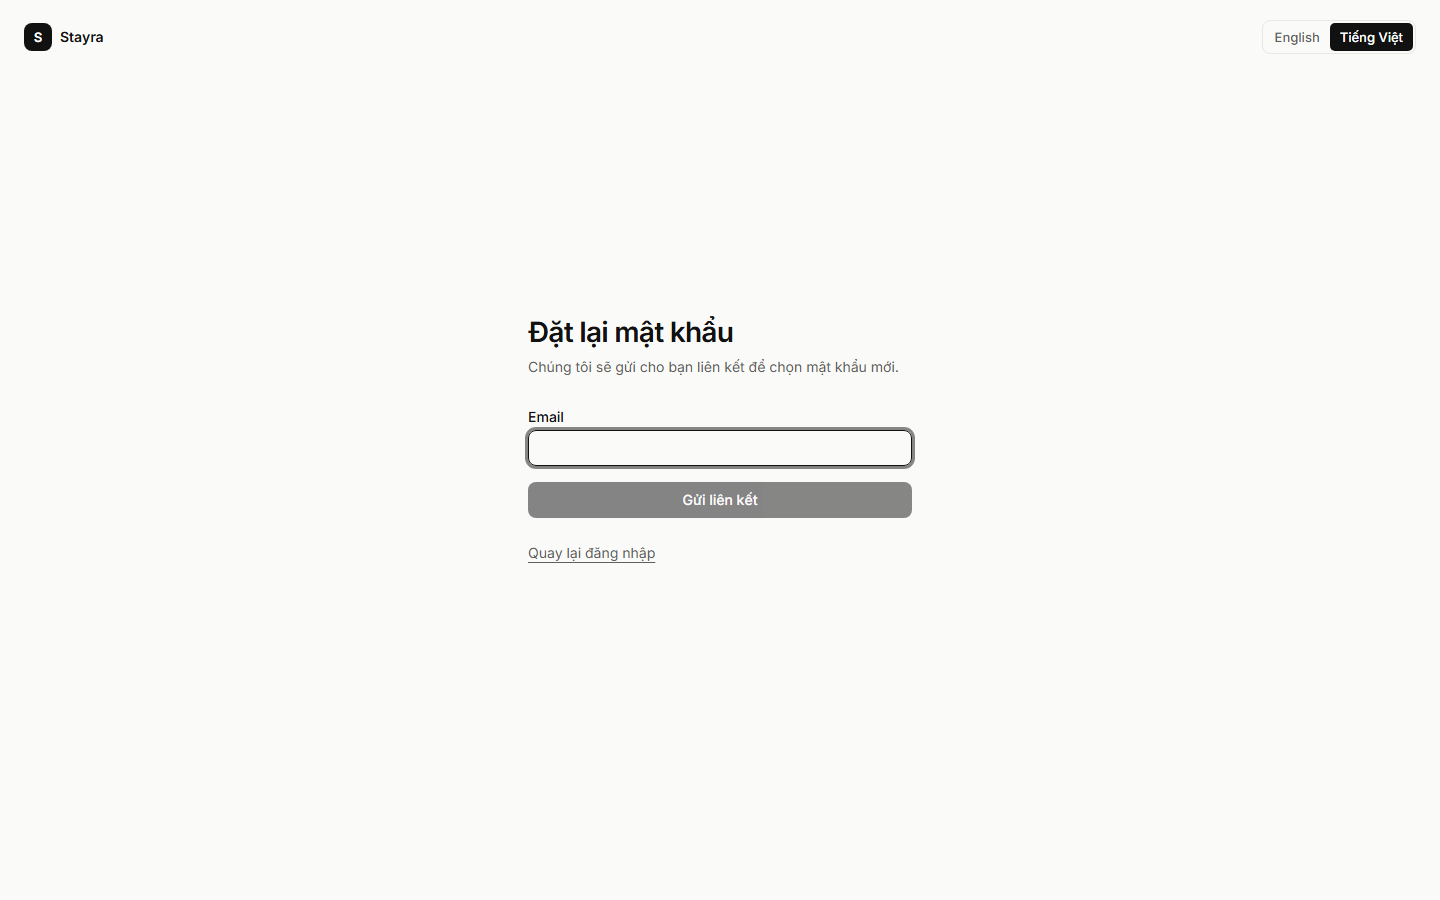 S Stayra
English Tiếng Việt
Đặt lại mật khẩu
Chúng tôi sẽ gửi cho bạn liên kết để chọn mật khẩu mới.
Email
Gửi liên kết
Quay lại đăng nhập